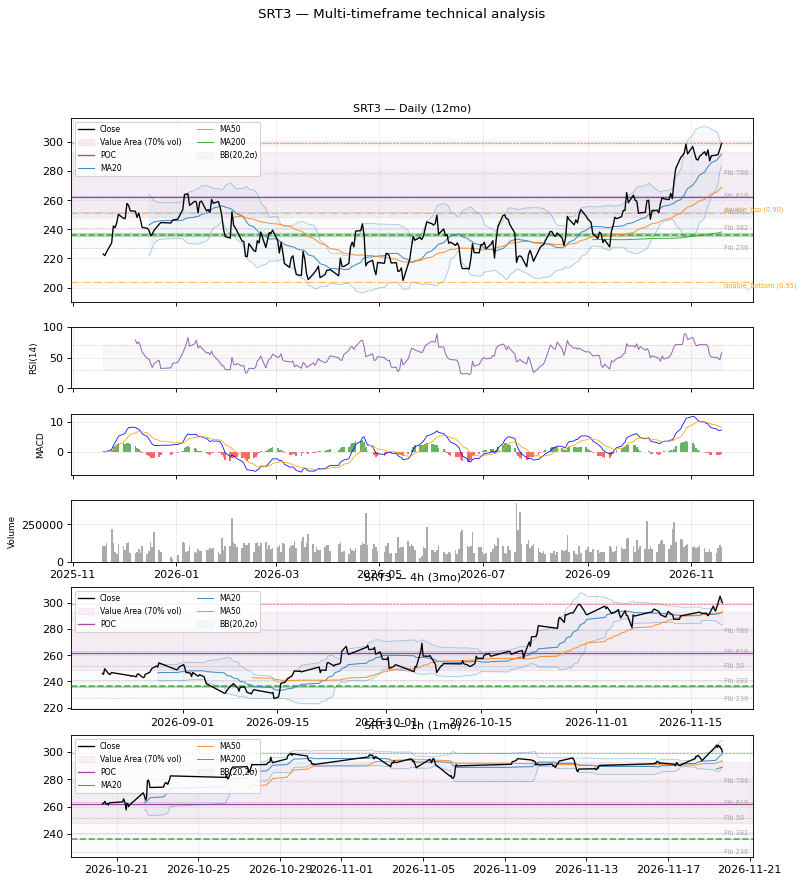 SRT3 — Multi-timeframe technical analysis
SRT3 — Daily (12mo)
Close
Value Area (70% vol)
POC
MA20
MA50
MA200
BB(20,2σ)
300
280
260
240
220
200
Fib 786
Fib 618
double_top (0.90)
Fib 382
Fib 236
double_bottom (0.95)
RSI(14)
100
50
0
MACD
10
0
Volume
250000
0
2025-11
2026-01
2026-03
2026-05
2026-07
2026-09
2026-11
SRT3 — 4h (3mo)
Close
Value Area (70% vol)
POC
MA20
MA50
BB(20,2σ)
300
280
260
240
220
Fib 786
Fib 618
Fib 50
Fib 382
Fib 236
2026-09-01
2026-09-15
2026-10-01
2026-10-15
2026-11-01
2026-11-15
SRT3 — 1h (1mo)
Close
Value Area (70% vol)
POC
MA20
MA50
MA200
BB(20,2σ)
300
280
260
240
Fib 786
Fib 618
Fib 50
Fib 382
Fib 236
2026-10-21
2026-10-25
2026-10-29
2026-11-01
2026-11-05
2026-11-09
2026-11-13
2026-11-17
2026-11-21